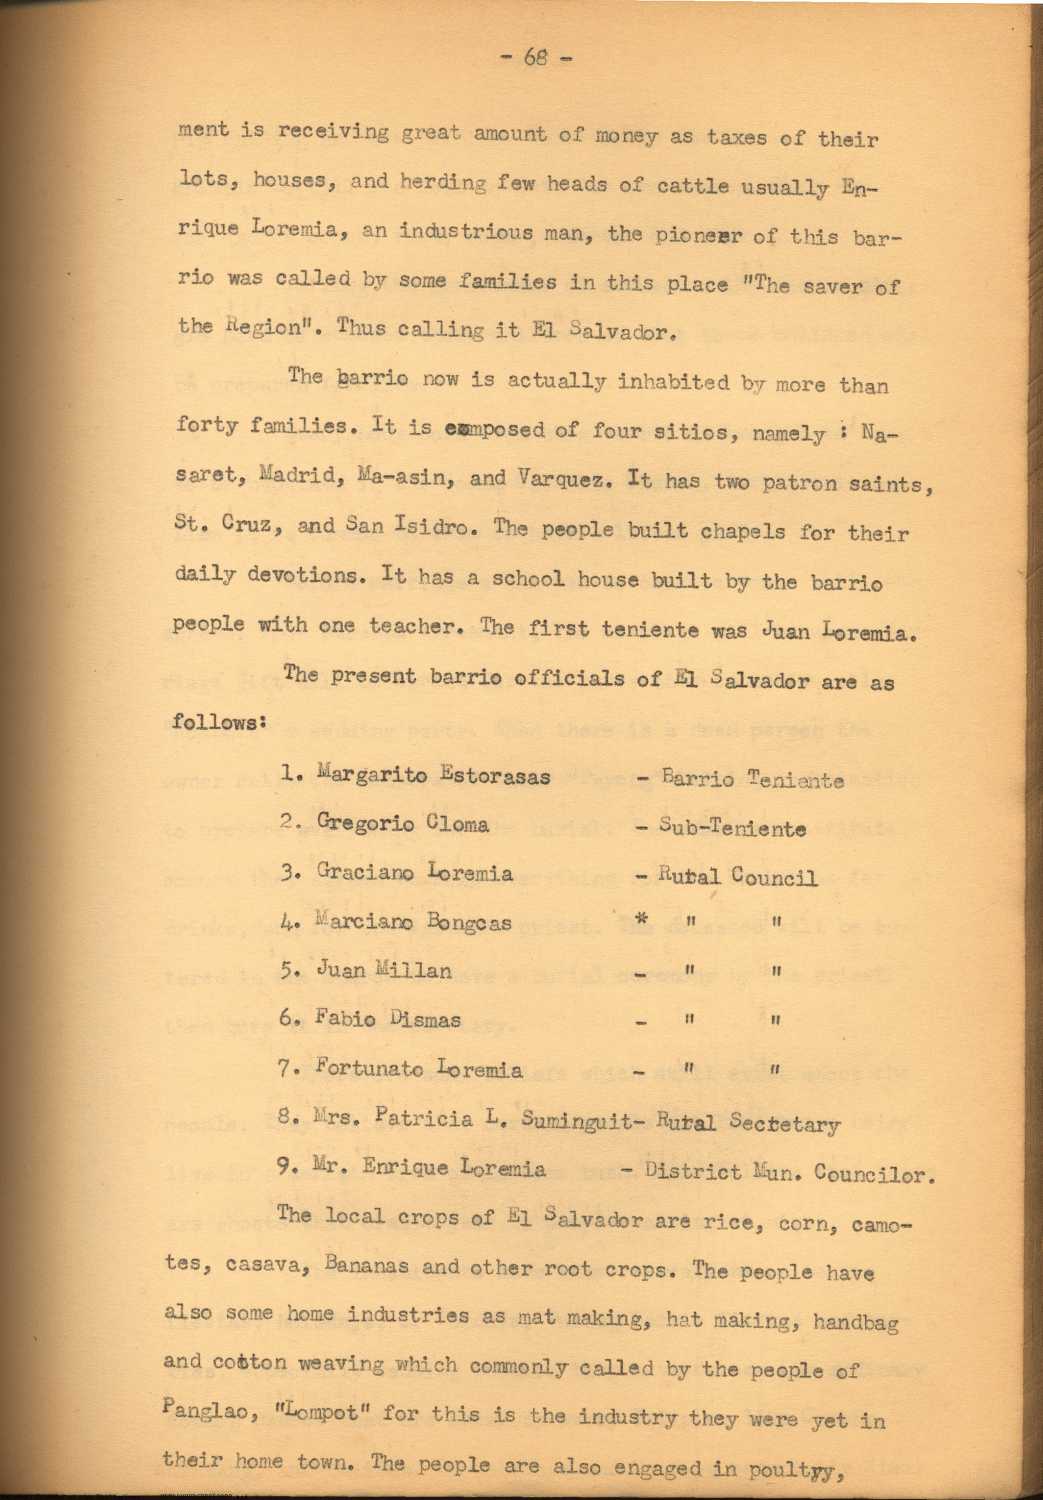 - 68 -
ment is receiving great amount of money as taxes of their
lots, houses, and herding few heads of cattle usually En-
rique Loremia, an industrious man, the pioneer of this bar-
rio was called by some families in this place "The saver of
the Region". Thus calling it El Salvador.
The barrio now is actually inhabited by more than
forty families. It is composed of four sitios, namely : Na-
saret, Madrid, Ma-asin, and Varquez. It has two patron saints,
St. Cruz, and San Isidro. The people built chapels for their
daily devotions. It has a school house built by the barrio
people with one teacher. The first teniente was Juan Loremia.
The present barrio officials of El Salvador are as
follows:
1. Margarito Estorasas - Barrio Teniante
2. Gregorio Cloma - Sub-Teniente
3. Graciano Loremia - Rural Council
4. Marciano Bongcas * " "
5. Juan Millan - " "
6. Fabio Dismas - " "
7. Fortunato Loremia - " "
8. Mrs. Patricia L. Suminguit- Rural Secretary
9. Mr. Enrique Loremia - District Mun. Councilor.
The local crops of El Salvador are rice, corn, camo-
tes, casava, Bananas and other root crops. The people have
also some home industries as mat making, hat making, handbag
and cotton weaving which commonly called by the people of
Panglao, "Lompot" for this is the industry they were yet in
their home town. The people are also engaged in poultyy,